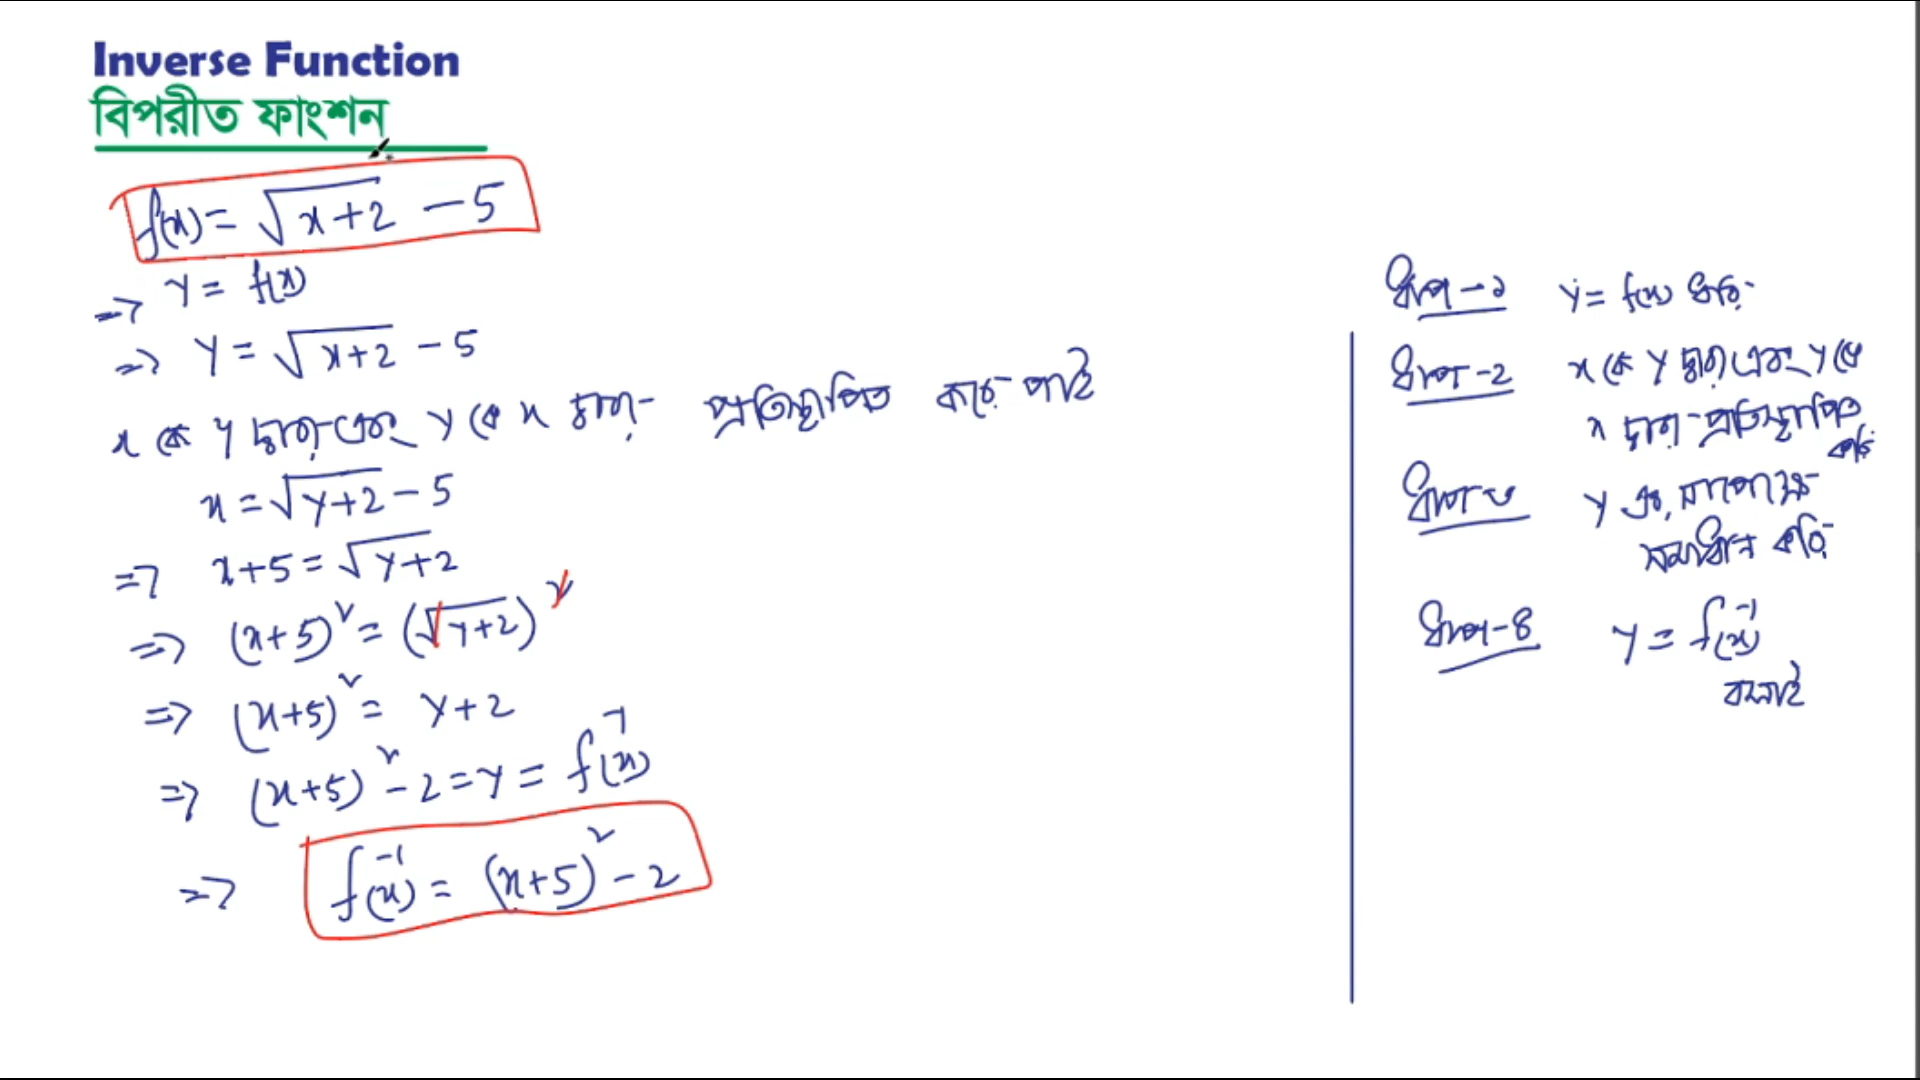 Inverse Function
বিপরীত ফাংশন
f(x) = √(x+2) − 5
⇒ y = f(x)
⇒ y = √(x+2) − 5
x কে y দ্বারা এবং y কে x দ্বারা প্রতিস্থাপিত করে পাই
x = √(y+2) − 5
⇒ x+5 = √(y+2)
⇒ (x+5)² = (√(y+2))²
⇒ (x+5)² = y+2
⇒ (x+5)² − 2 = y = f⁻¹(x)
⇒ f⁻¹(x) = (x+5)² − 2
ধাপ-১ y = f(x) ধরি
ধাপ-২ x কে y দ্বারা এবং y কে
x দ্বারা প্রতিস্থাপিত
করি
ধাপ-৩ y এর সাপেক্ষে
সমাধান করি
ধাপ-৪ y = f⁻¹(x)
বসাই